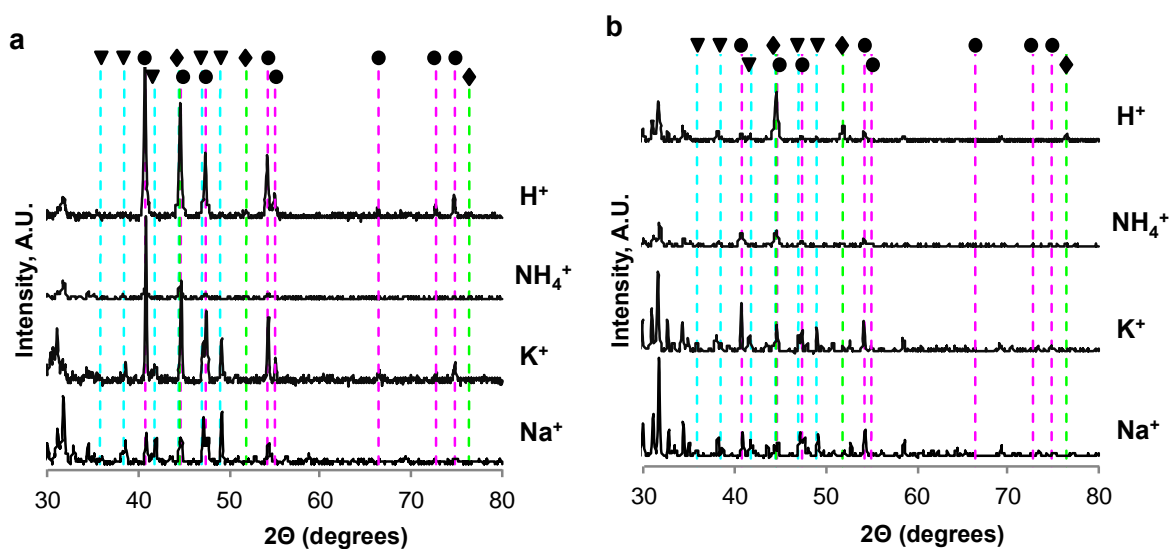 a
H⁺
NH₄⁺
K⁺
Na⁺
Intensity, A.U.
30 40 50 60 70 80
2Θ (degrees)
b
H⁺
NH₄⁺
K⁺
Na⁺
Intensity, A.U.
30 40 50 60 70 80
2Θ (degrees)